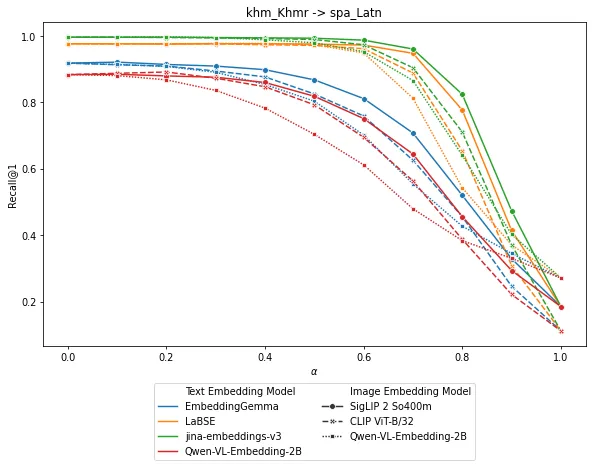 khm_Khmr -> spa_Latn
1.0
0.8
0.6
0.4
0.2
Recall@1
0.0 0.2 0.4 0.6 0.8 1.0
α
Text Embedding Model Image Embedding Model
EmbeddingGemma SigLIP 2 So400m
LaBSE CLIP ViT-B/32
jina-embeddings-v3 Qwen-VL-Embedding-2B
Qwen-VL-Embedding-2B